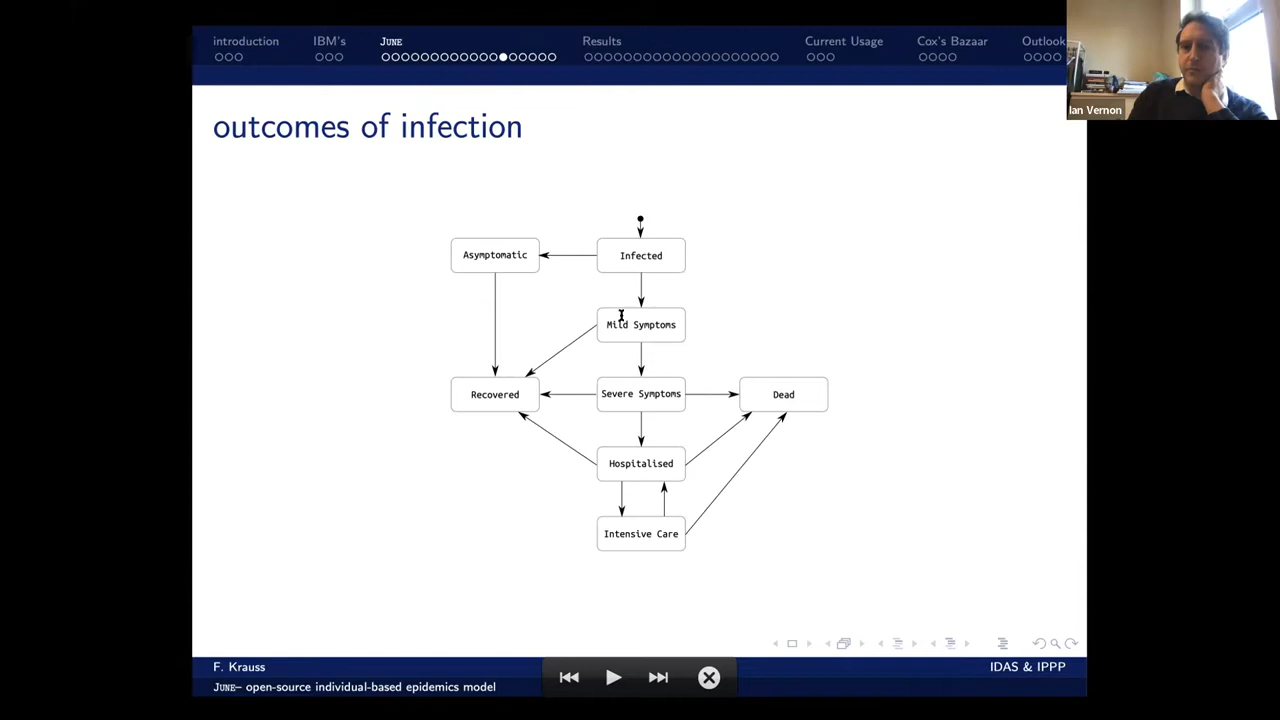 introduction
IBM's
June
Results
Current Usage
Cox's Bazaar
Outlook
Ian Vernon
outcomes of infection
Asymptomatic
Infected
Mild Symptoms
Recovered
Severe Symptoms
Dead
Hospitalised
Intensive Care
F. Krauss
IDAS & IPPP
June– open-source individual-based epidemics model